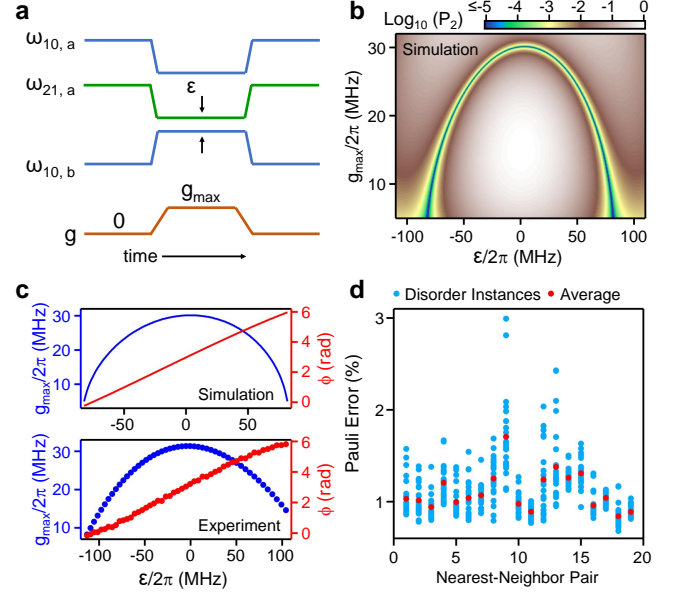 a
ω10, a
ω21, a
ε
ω10, b
gmax
0
g
time
b
Log10 (P2)
≤-5 -4 -3 -2 -1 0
Simulation
gmax/2π (MHz)
30
20
10
-100 -50 0 50 100
ε/2π (MHz)
c
gmax/2π (MHz)
30
20
10
6
4
2
0
ϕ (rad)
Simulation
-50 0 50
gmax/2π (MHz)
30
20
10
6
4
2
0
ϕ (rad)
Experiment
-100 -50 0 50 100
ε/2π (MHz)
d
Disorder Instances Average
Pauli Error (%)
3
2
1
0 5 10 15 20
Nearest-Neighbor Pair